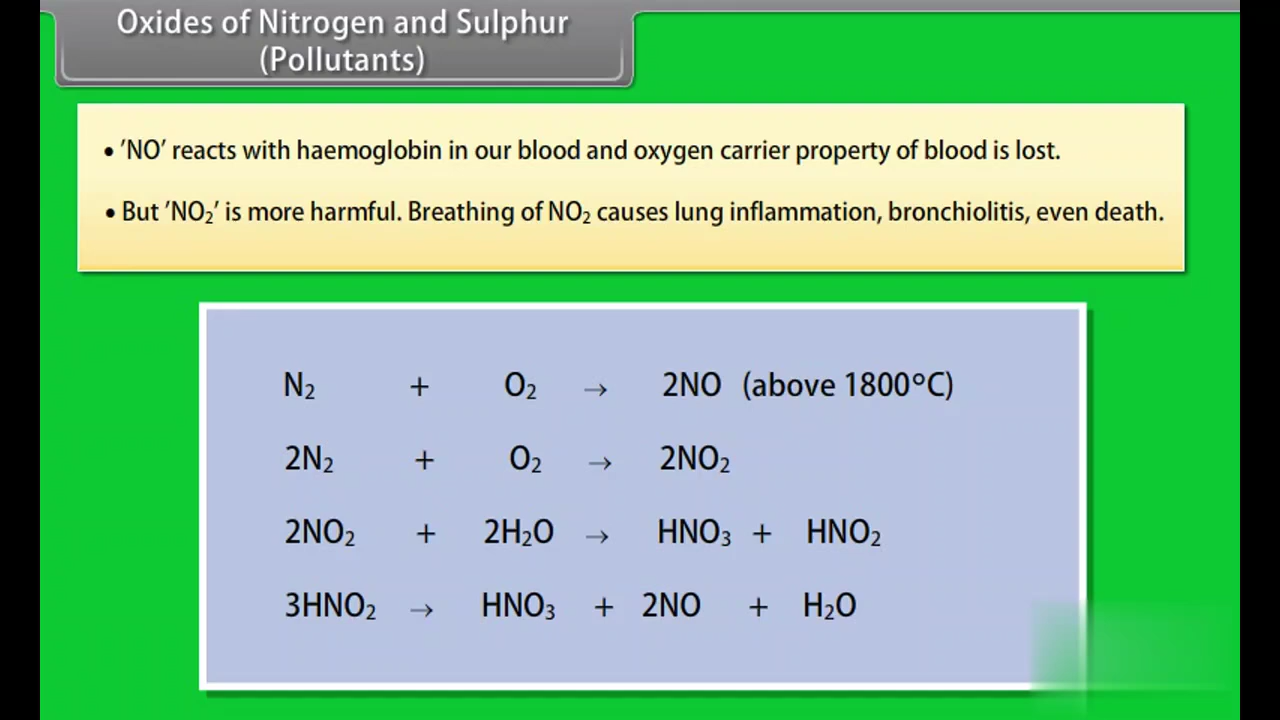 Oxides of Nitrogen and Sulphur
(Pollutants)
• ’NO’ reacts with haemoglobin in our blood and oxygen carrier property of blood is lost.
• But ’NO₂’ is more harmful. Breathing of NO₂ causes lung inflammation, bronchiolitis, even death.
N₂ + O₂ → 2NO (above 1800°C)
2N₂ + O₂ → 2NO₂
2NO₂ + 2H₂O → HNO₃ + HNO₂
3HNO₂ → HNO₃ + 2NO + H₂O